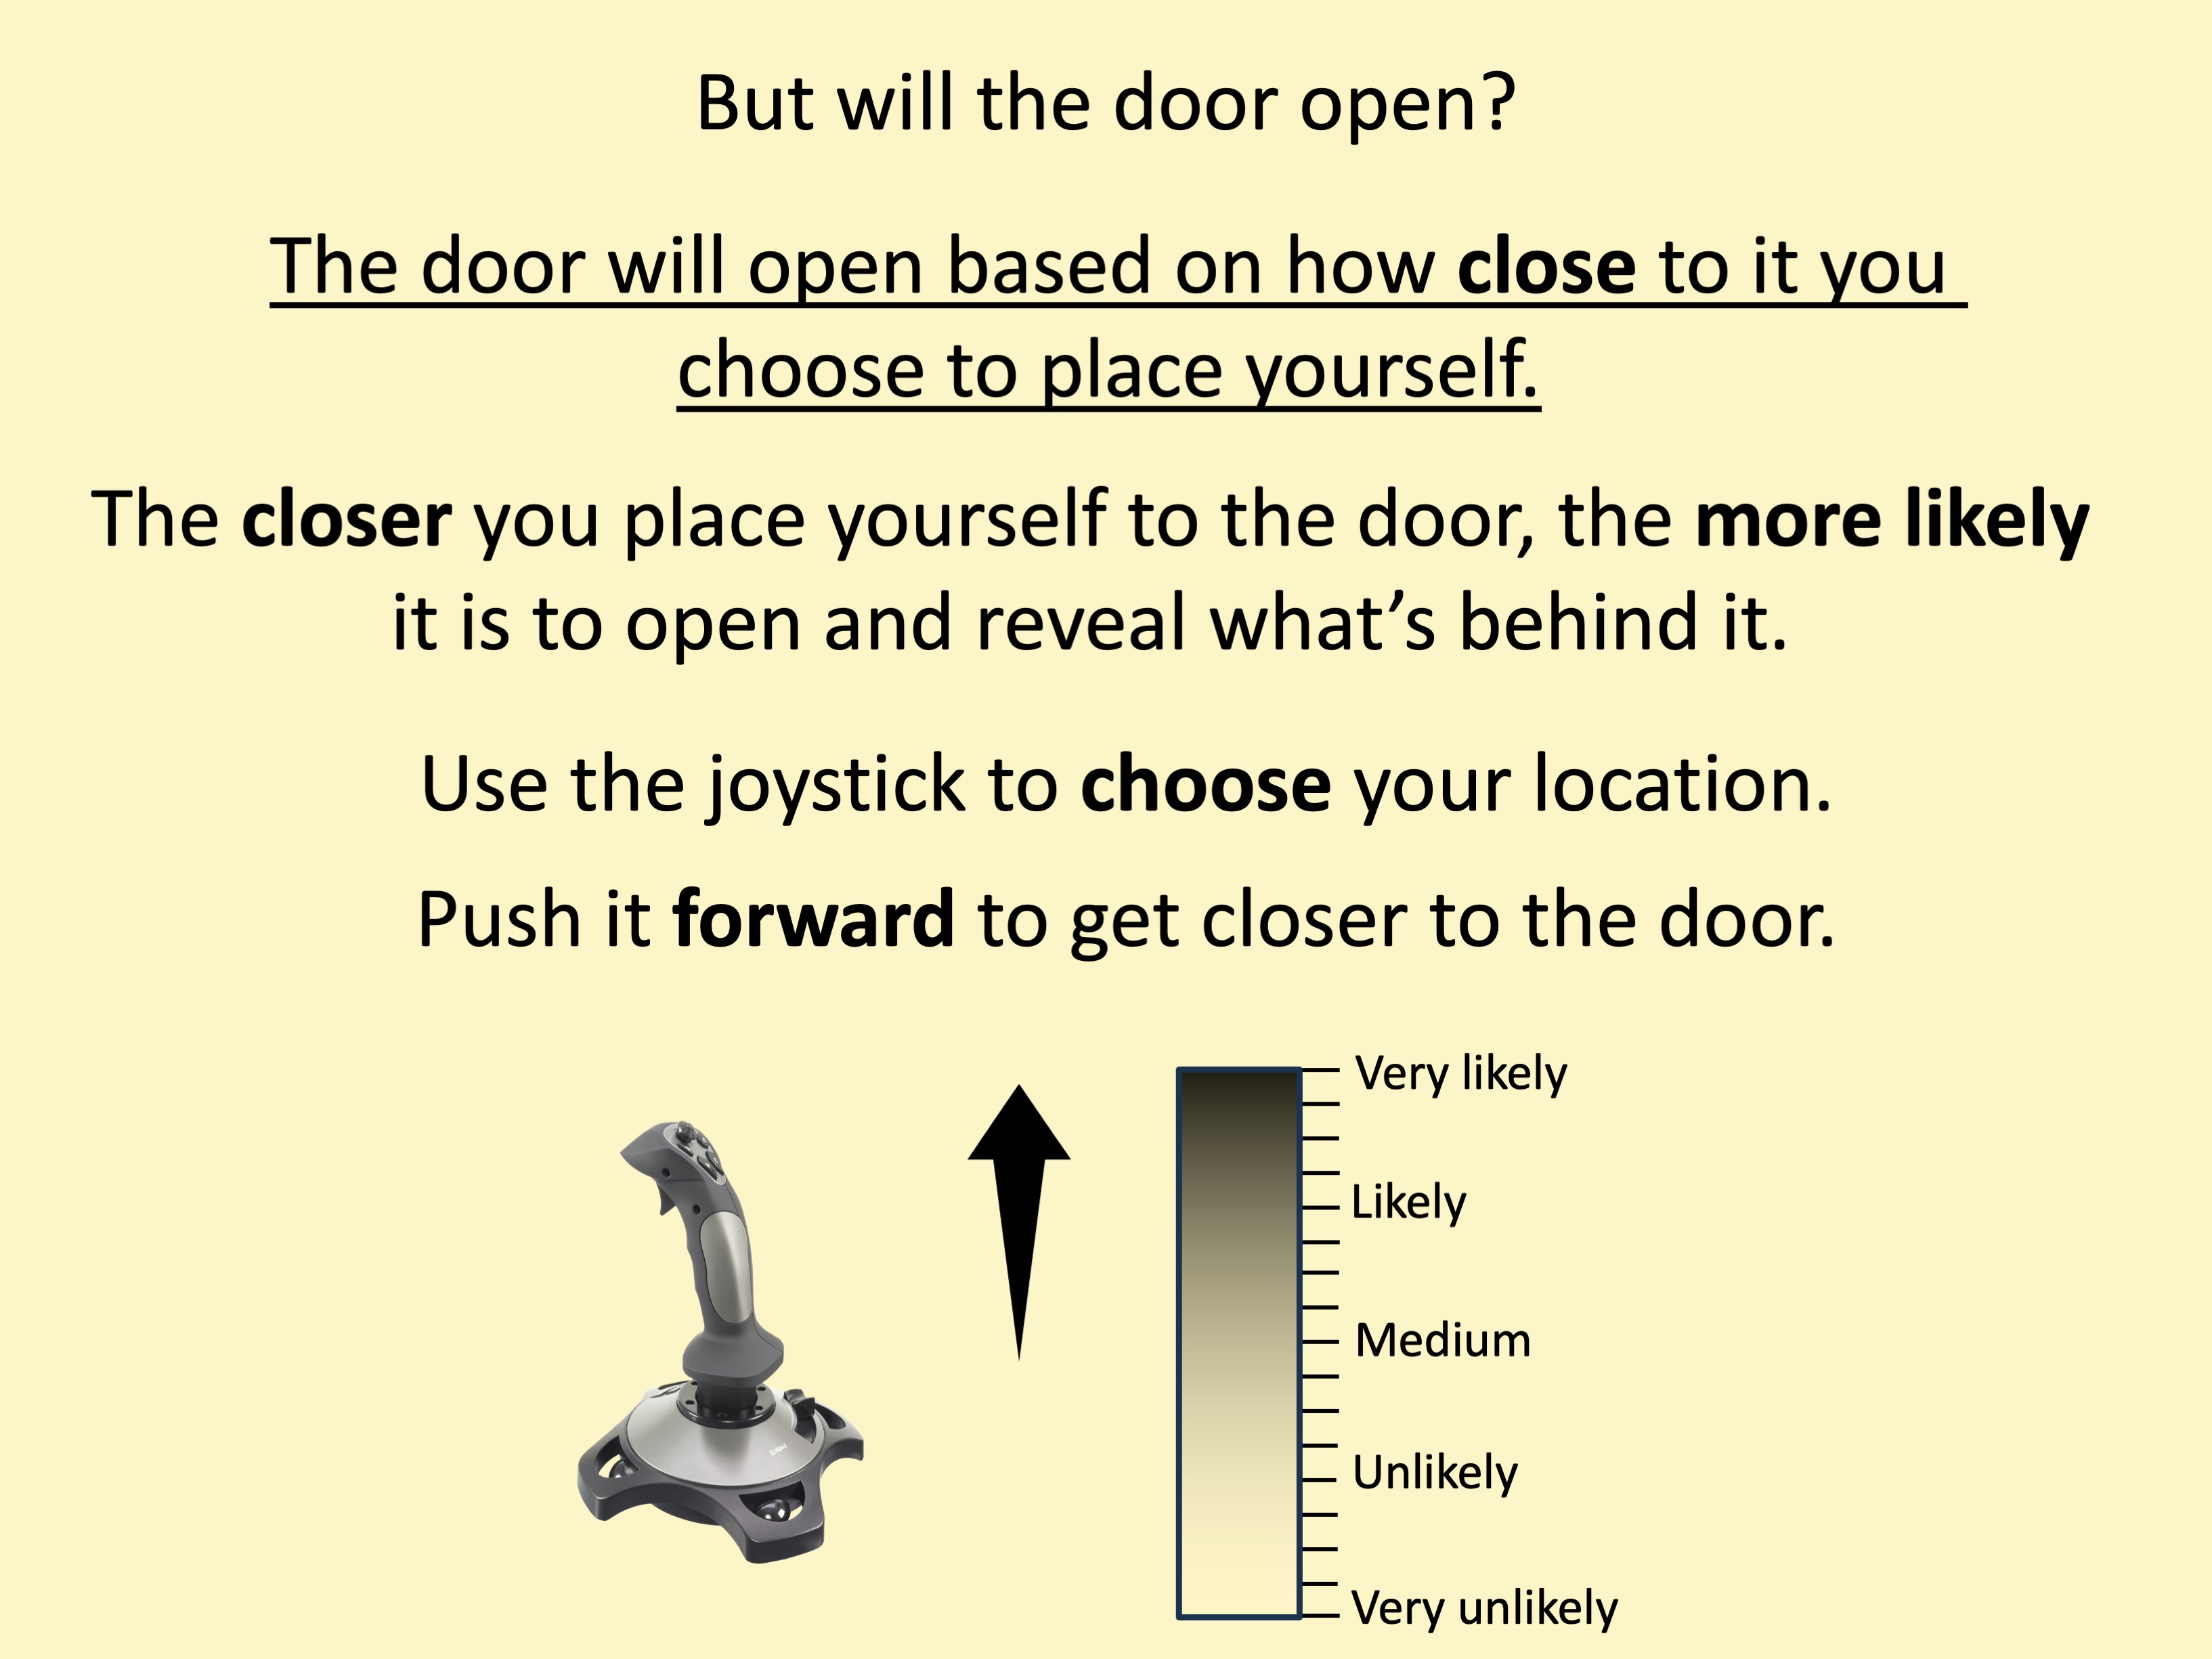 But will the door open?
The door will open based on how close to it you
choose to place yourself.
The closer you place yourself to the door, the more likely
it is to open and reveal what’s behind it.
Use the joystick to choose your location.
Push it forward to get closer to the door.
Very likely
Likely
Medium
Unlikely
Very unlikely